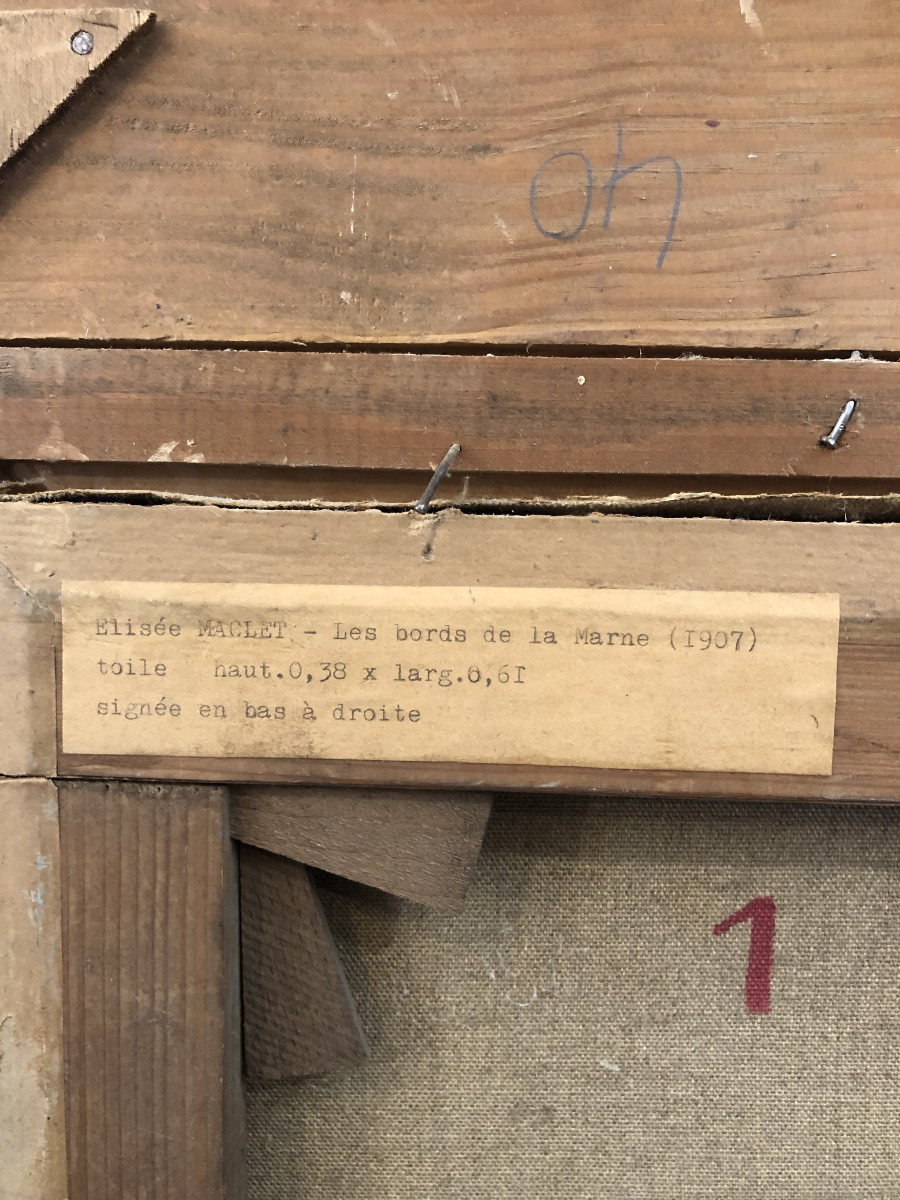 40
Elisée MACLET - Les bords de la Marne (I907)
toile haut.0,38 x larg.0,6I
signée en bas à droite
1